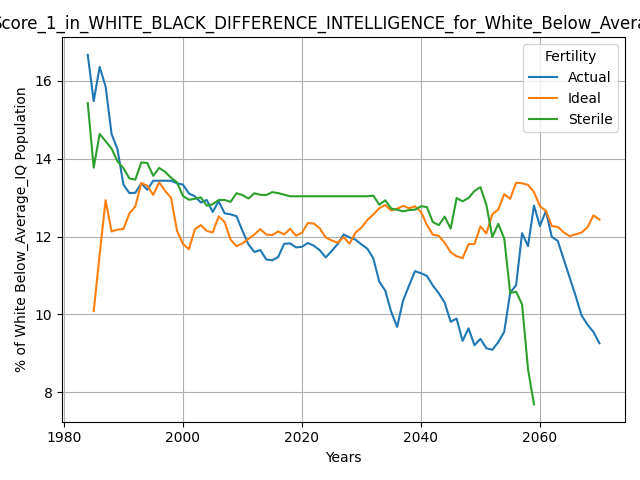 Score_1_in_WHITE_BLACK_DIFFERENCE_INTELLIGENCE_for_White_Below_Avera
Fertility
Actual
Ideal
Sterile
% of White Below_Average_IQ Population
16
14
12
10
8
1980
2000
2020
2040
2060
Years